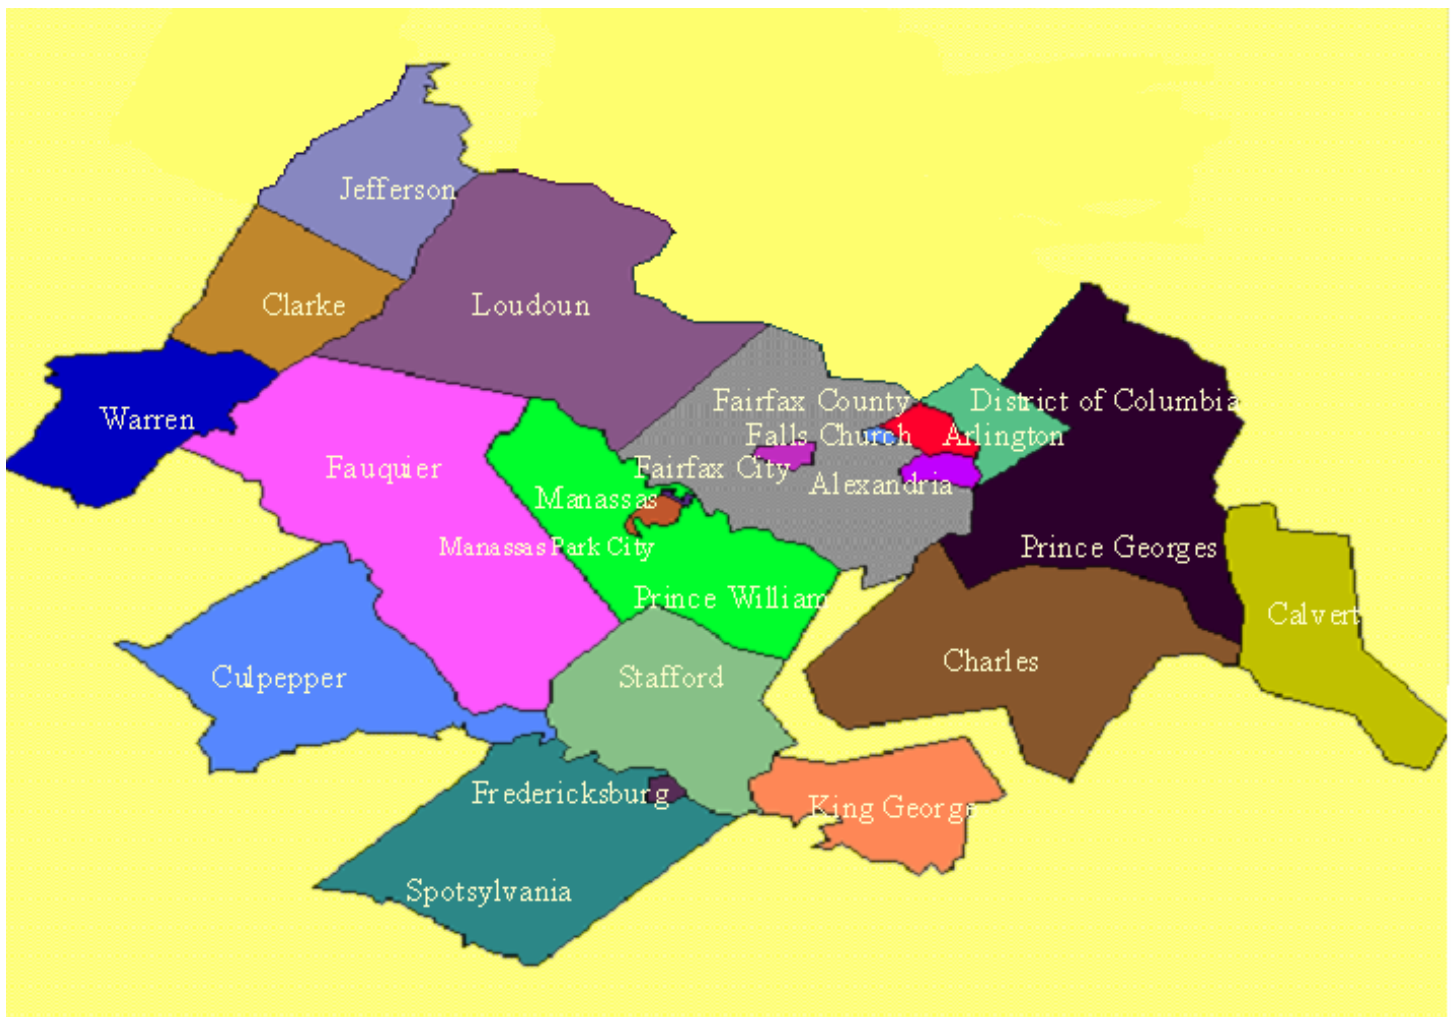 Jefferson
Clarke
Loudoun
Warren
Fairfax County
District of Columbia
Falls Church
Arlington
Fauquier
Fairfax City
Alexandria
Manassas
Manassas Park City
Prince Georges
Prince William
Calvert
Culpepper
Stafford
Charles
Fredericksburg
King George
Spotsylvania